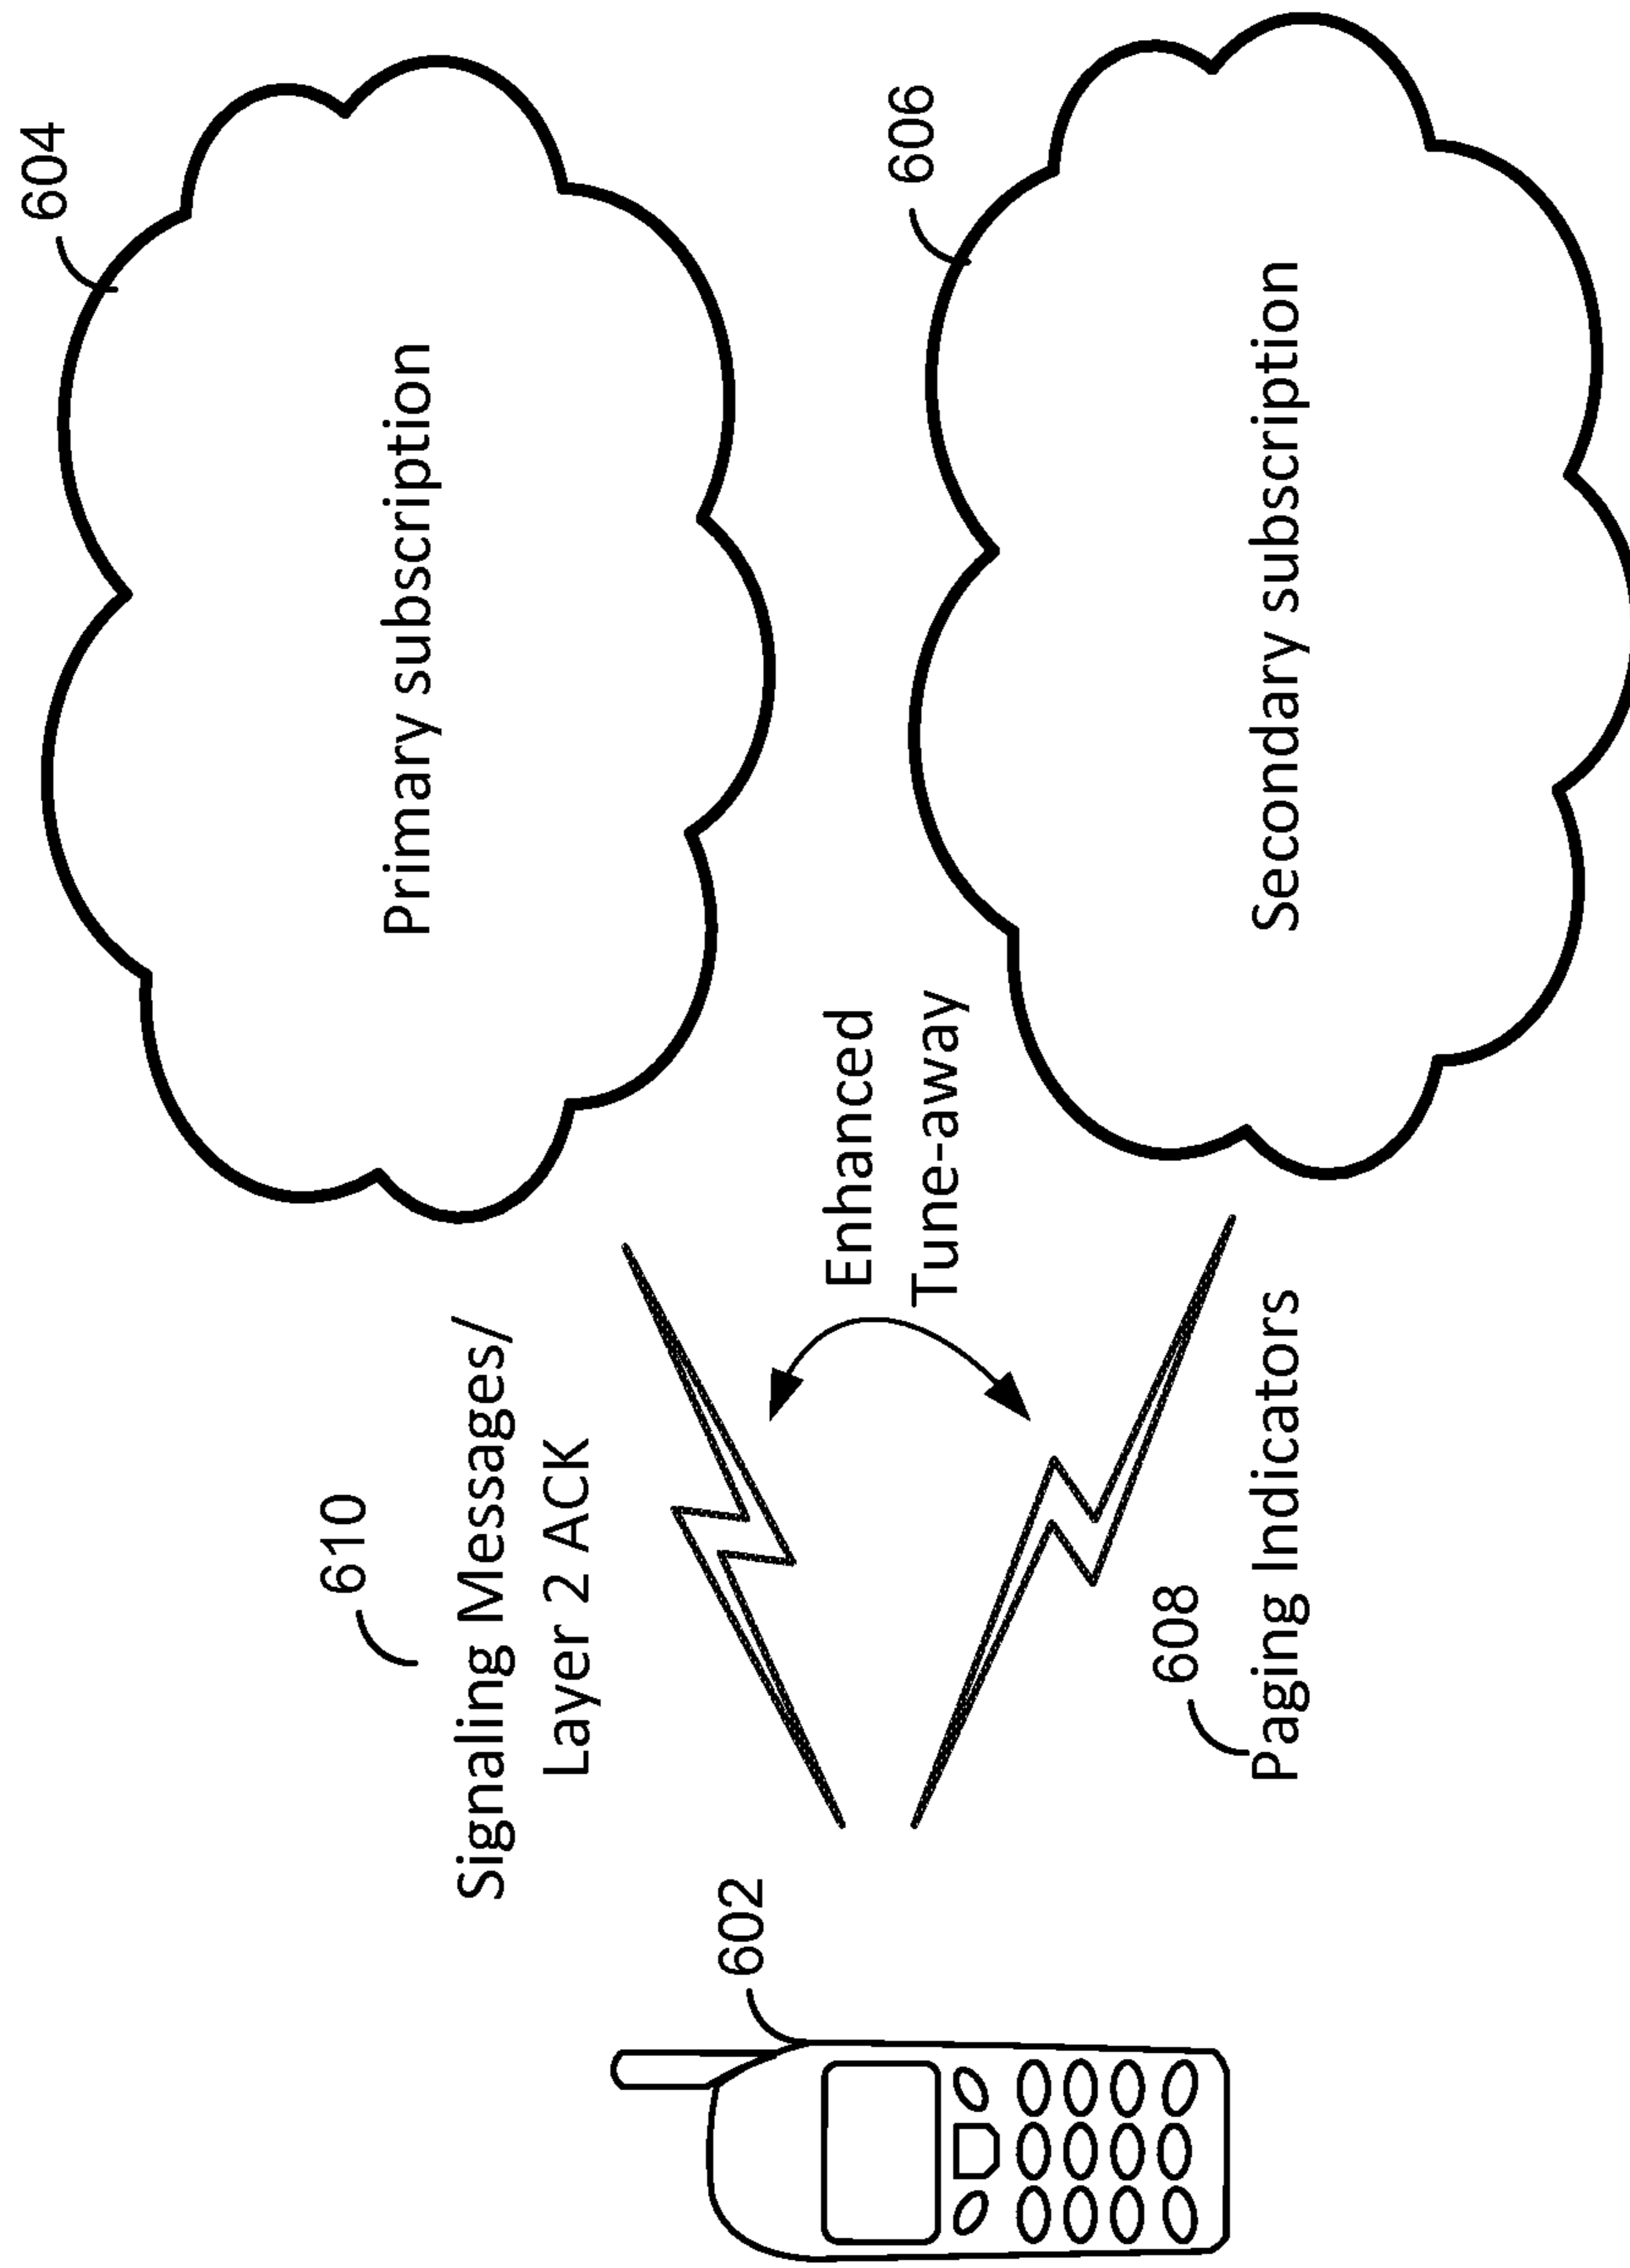 604
Primary subscription
610
Signaling Messages/
Layer 2 ACK
602
Enhanced
Tune-away
606
Secondary subscription
608
Paging Indicators